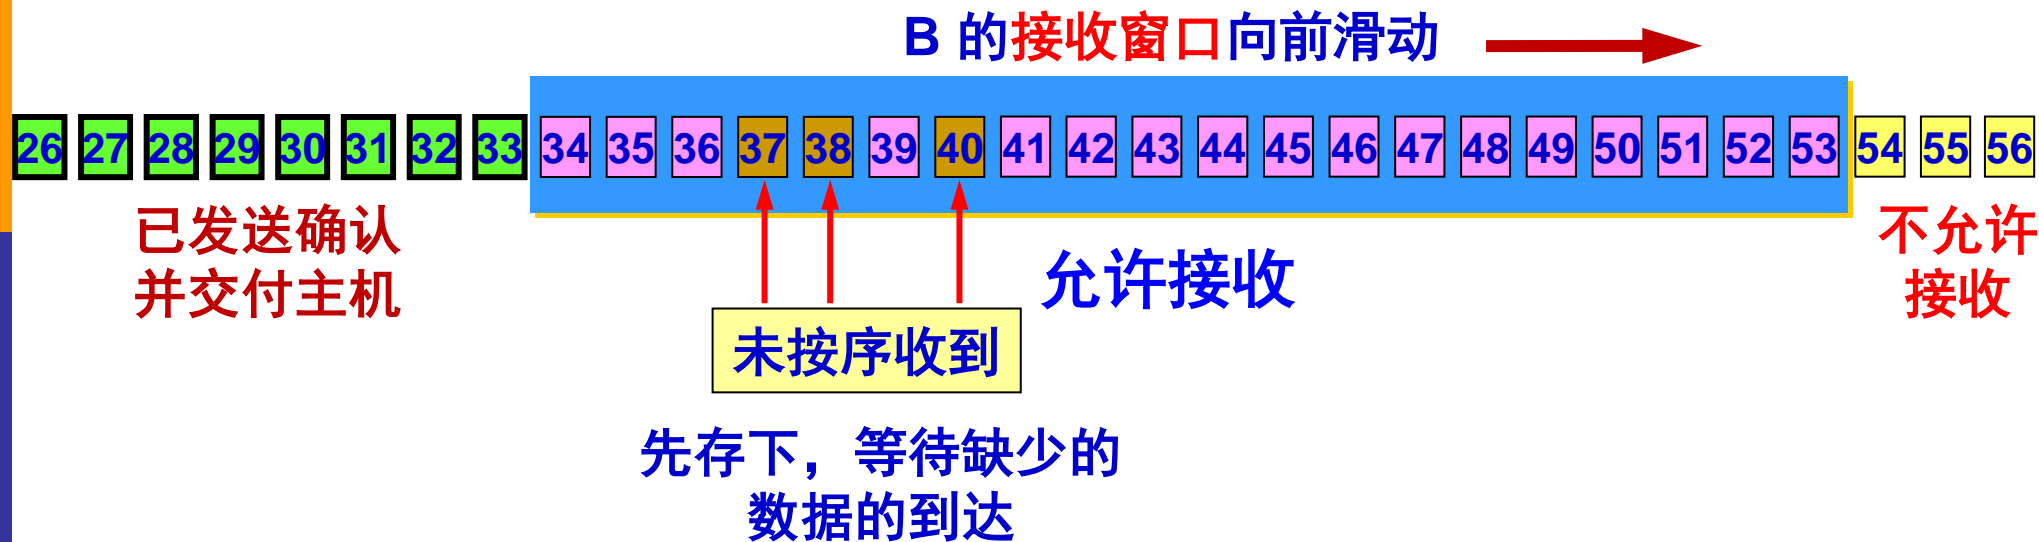 B 的接收窗口向前滑动
26 27 28 29 30 31 32 33 34 35 36 37 38 39 40 41 42 43 44 45 46 47 48 49 50 51 52 53 54 55 56
已发送确认
并交付主机
允许接收
不允许
接收
未按序收到
先存下，等待缺少的
数据的到达